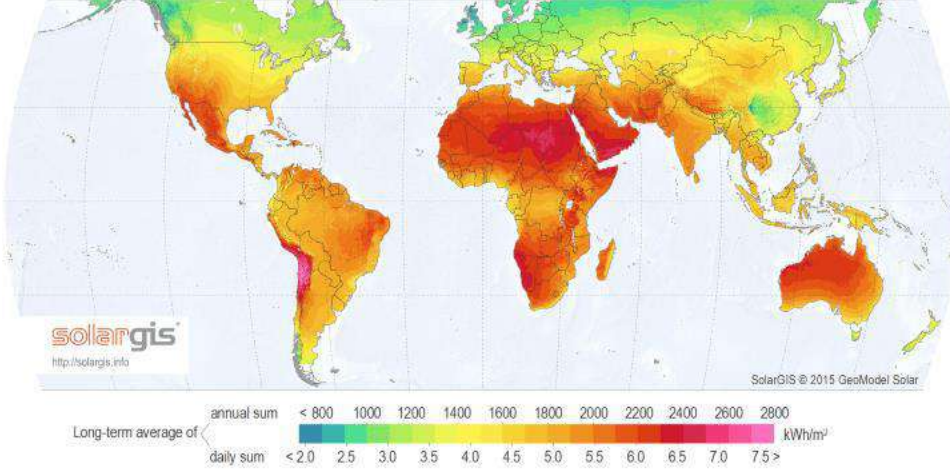 solargis
http://solargis.info
SolarGIS © 2015 GeoModel Solar
annual sum < 800 1000 1200 1400 1600 1800 2000 2200 2400 2600 2800
Long-term average of kWh/m²
daily sum < 2.0 2.5 3.0 3.5 4.0 4.5 5.0 5.5 6.0 6.5 7.0 7.5 >